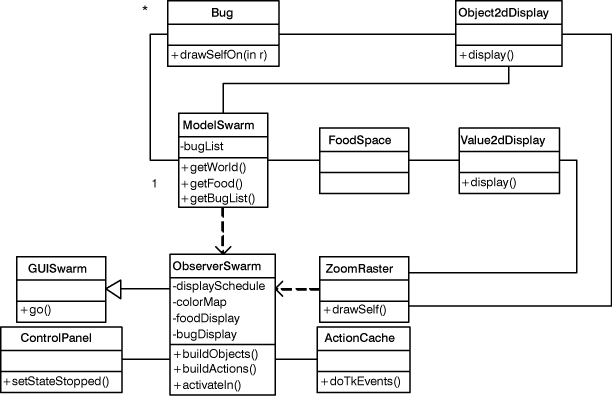 *
Bug
+drawSelfOn(in r)
Object2dDisplay
+display()
ModelSwarm
-bugList
+getWorld()
+getFood()
+getBugList()
1
FoodSpace
Value2dDisplay
+display()
GUISwarm
+go()
ObserverSwarm
-displaySchedule
-colorMap
-foodDisplay
-bugDisplay
+buildObjects()
+buildActions()
+activateIn()
ZoomRaster
+drawSelf()
ControlPanel
+setStateStopped()
ActionCache
+doTkEvents()